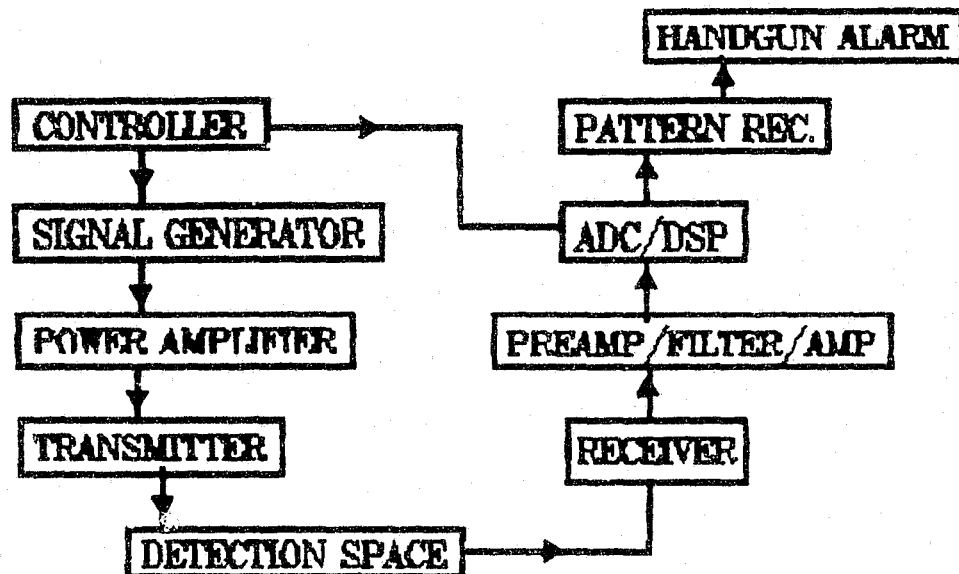 HANDGUN ALARM
CONTROLLER
PATTERN REC.
SIGNAL GENERATOR
ADC/DSP
POWER AMPLIFIER
PREAMP/FILTER/AMP
TRANSMITTER
RECEIVER
DETECTION SPACE